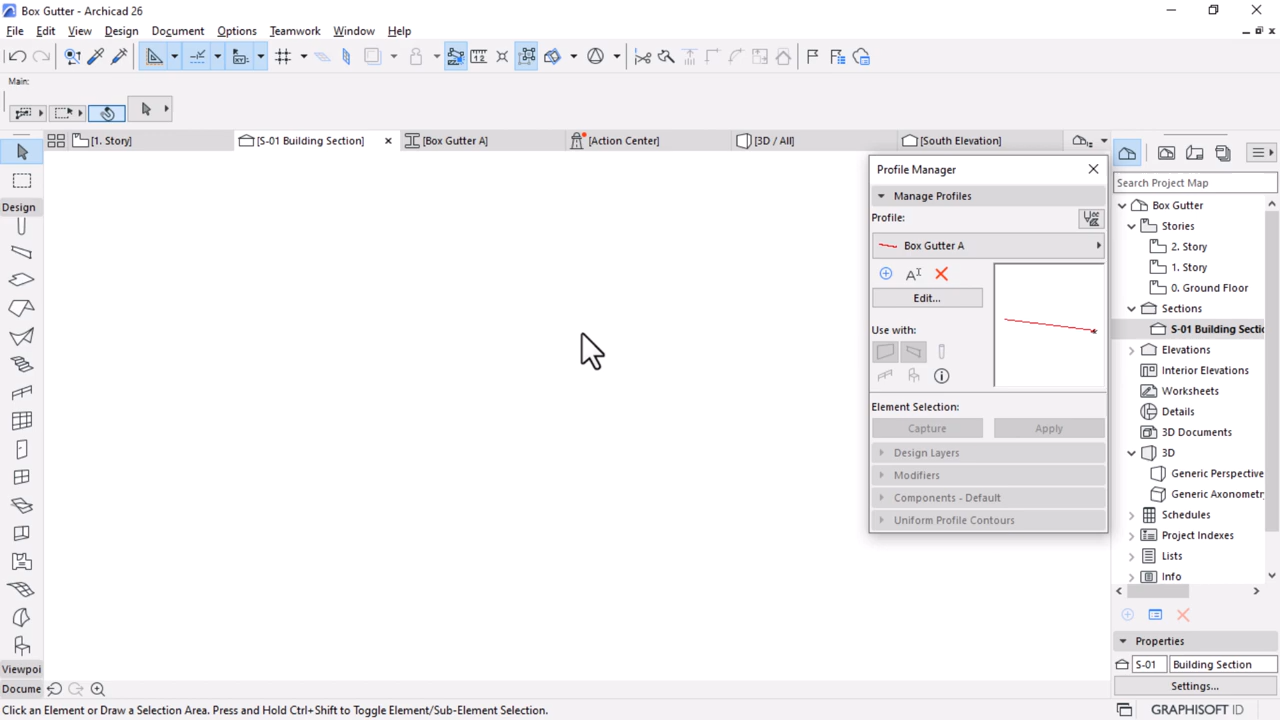 Box Gutter - Archicad 26
File Edit View Design Document Options Teamwork Window Help
Main:
[1. Story]
[S-01 Building Section]
[Box Gutter A]
[Action Center]
[3D / All]
[South Elevation]
Design
Viewpoi
Docume
Profile Manager
Manage Profiles
Profile:
Box Gutter A
Edit...
Use with:
Element Selection:
Capture
Apply
Design Layers
Modifiers
Components - Default
Uniform Profile Contours
Search Project Map
Box Gutter
Stories
2. Story
1. Story
0. Ground Floor
Sections
S-01 Building Sectic
Elevations
Interior Elevations
Worksheets
Details
3D Documents
3D
Generic Perspective
Generic Axonometr
Schedules
Project Indexes
Lists
Info
Properties
S-01
Building Section
Settings...
Click an Element or Draw a Selection Area. Press and Hold Ctrl+Shift to Toggle Element/Sub-Element Selection.
GRAPHISOFT ID